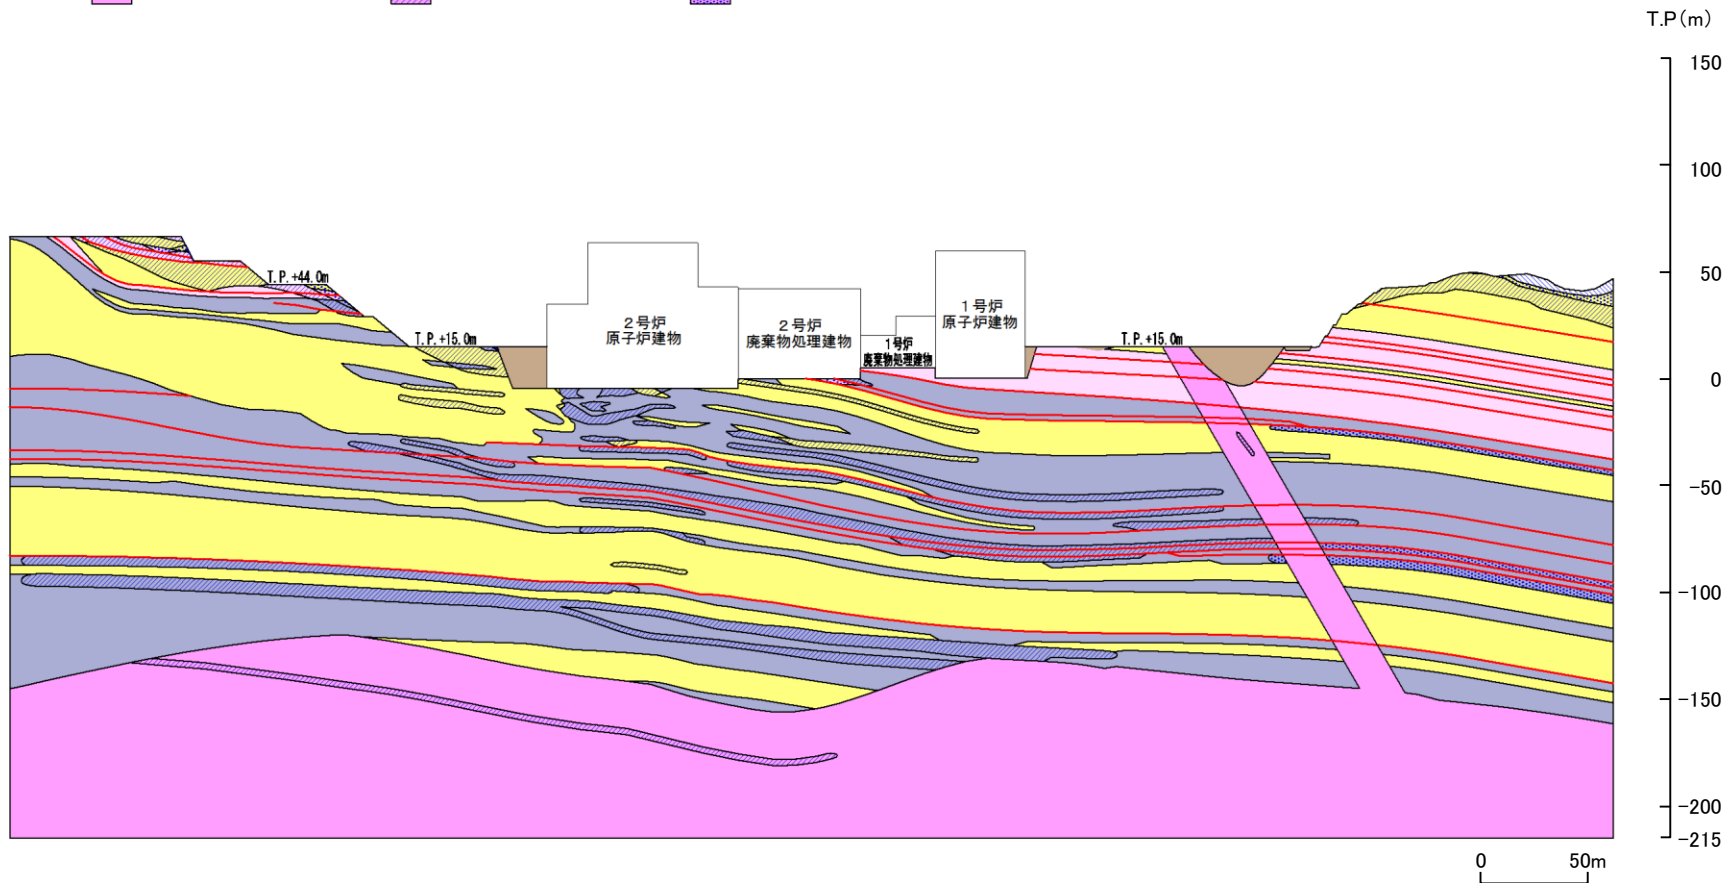 T.P(m)
150
100
50
0
-50
-100
-150
-200
-215
T.P.+44.0m
T.P.+15.0m
2号炉
原子炉建物
2号炉
廃棄物処理建物
1号炉
廃棄物処理建物
1号炉
原子炉建物
T.P.+15.0m
0 50m